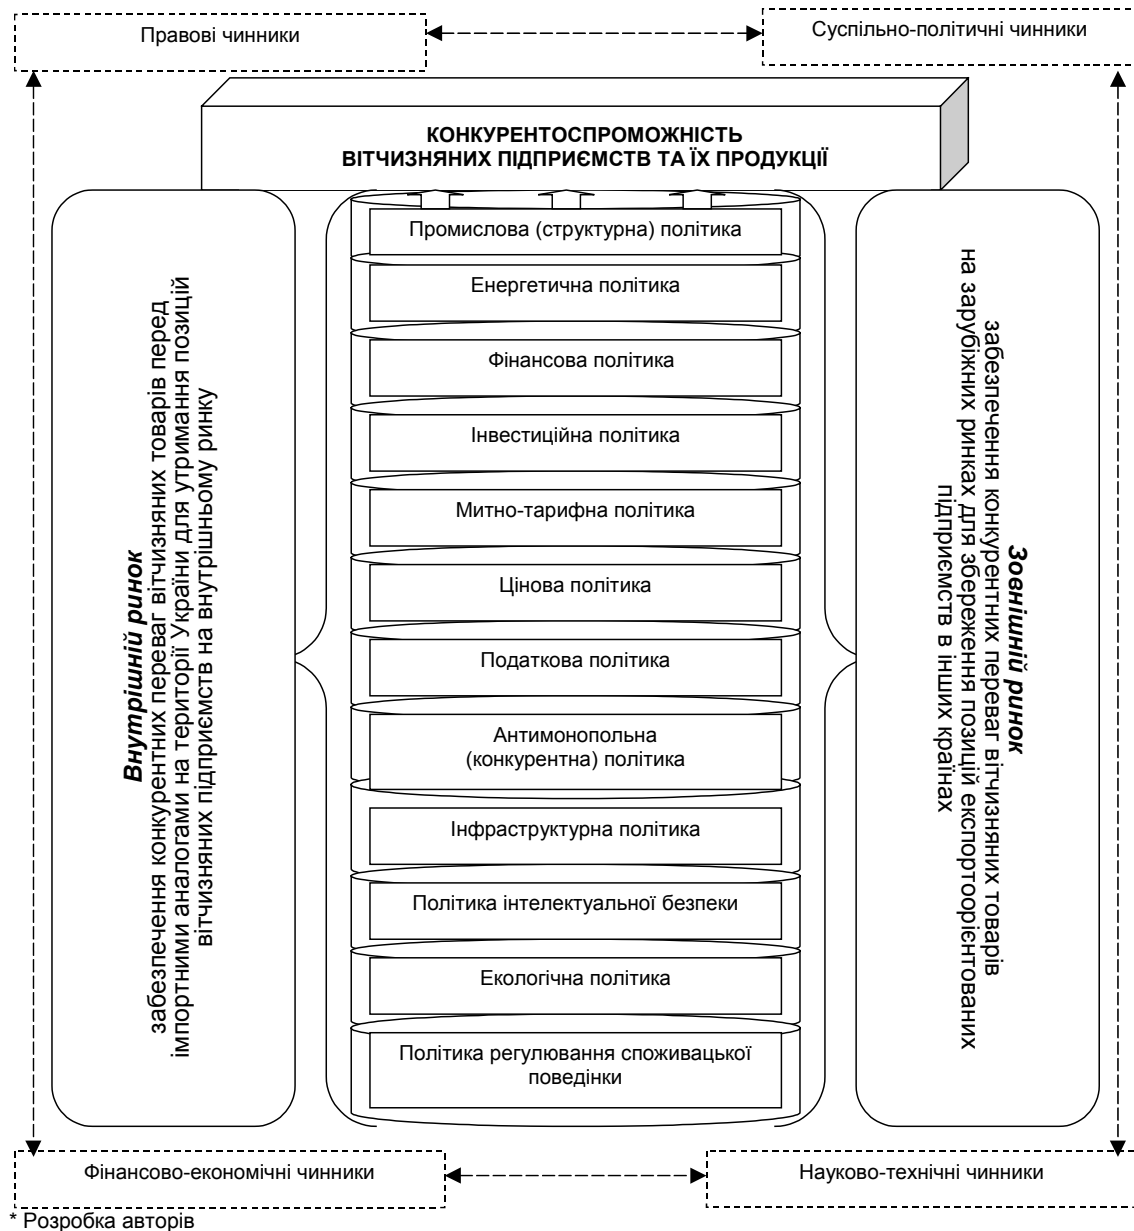 Правові чинники
Суспільно-політичні чинники
КОНКУРЕНТОСПРОМОЖНІСТЬ
ВІТЧИЗНЯНИХ ПІДПРИЄМСТВ ТА ЇХ ПРОДУКЦІЇ
Внутрішній ринок
забезпечення конкурентних переваг вітчизняних товарів перед
імпортними аналогами на території України для утримання позицій
вітчизняних підприємств на внутрішньому ринку
Промислова (структурна) політика
Енергетична політика
Фінансова політика
Інвестиційна політика
Митно-тарифна політика
Цінова політика
Податкова політика
Антимонопольна
(конкурентна) політика
Інфраструктурна політика
Політика інтелектуальної безпеки
Екологічна політика
Політика регулювання споживацької
поведінки
Зовнішній ринок
забезпечення конкурентних переваг вітчизняних товарів
на зарубіжних ринках для збереження позицій експортоорієнтованих
підприємств в інших країнах
Фінансово-економічні чинники
Науково-технічні чинники
* Розробка авторів